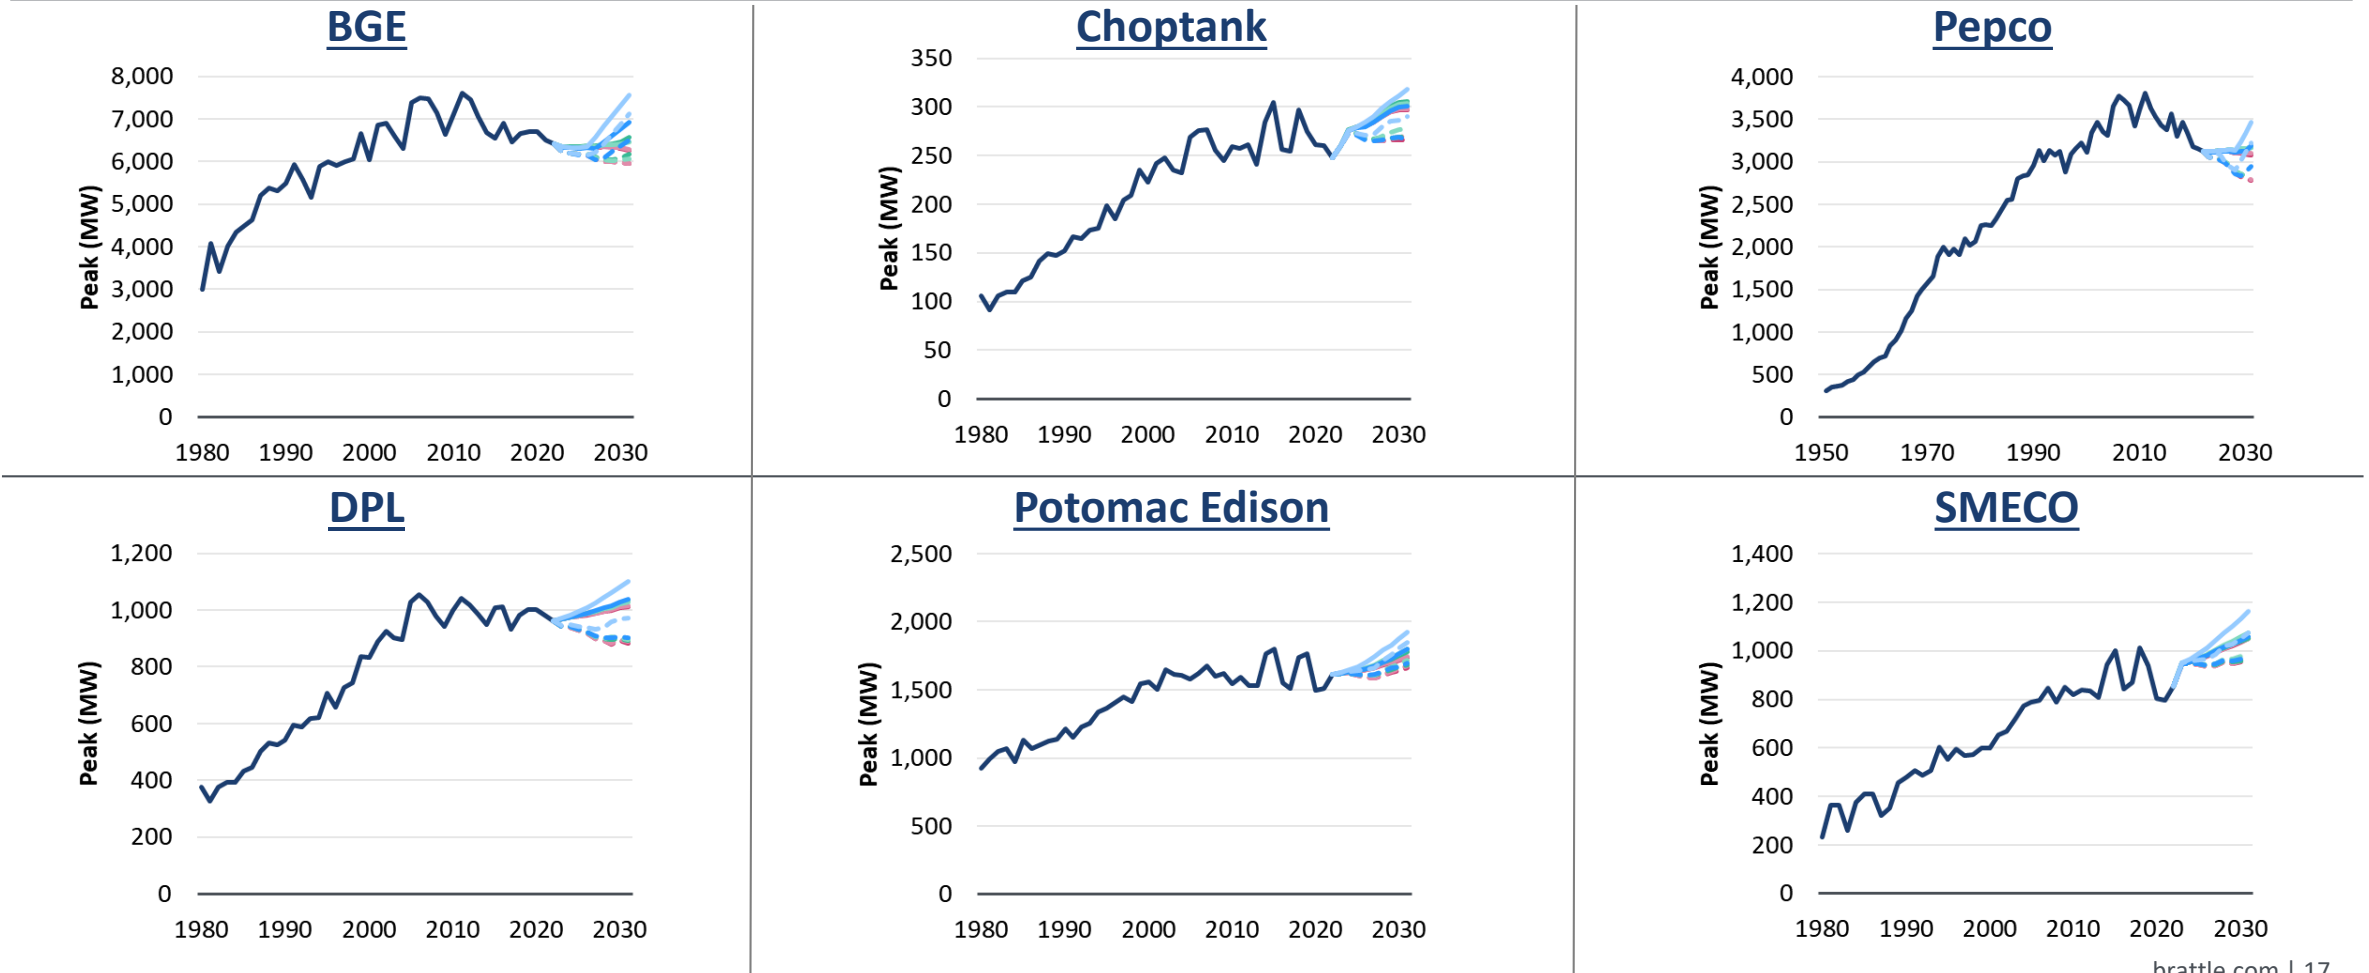 BGE
8,000
7,000
6,000
5,000
4,000
3,000
2,000
1,000
0
Peak (MW)
1980 1990 2000 2010 2020 2030
Choptank
350
300
250
200
150
100
50
0
Peak (MW)
1980 1990 2000 2010 2020 2030
Pepco
4,000
3,500
3,000
2,500
2,000
1,500
1,000
500
0
Peak (MW)
1950 1970 1990 2010 2030
DPL
1,200
1,000
800
600
400
200
0
Peak (MW)
1980 1990 2000 2010 2020 2030
Potomac Edison
2,500
2,000
1,500
1,000
500
0
Peak (MW)
1980 1990 2000 2010 2020 2030
SMECO
1,400
1,200
1,000
800
600
400
200
0
Peak (MW)
1980 1990 2000 2010 2020 2030
brattle.com | 17